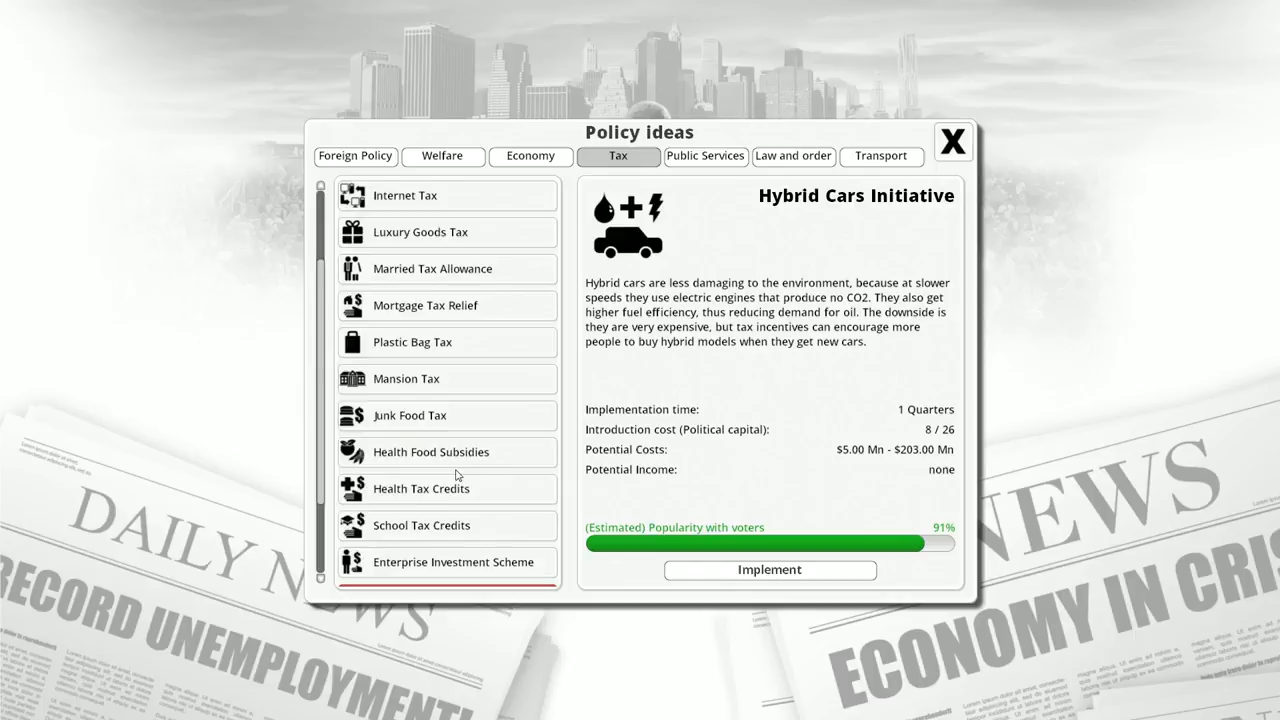 Policy ideas
X
Foreign Policy
Welfare
Economy
Tax
Public Services
Law and order
Transport
Internet Tax
Luxury Goods Tax
Married Tax Allowance
Mortgage Tax Relief
Plastic Bag Tax
Mansion Tax
Junk Food Tax
Health Food Subsidies
Health Tax Credits
School Tax Credits
Enterprise Investment Scheme
Hybrid Cars Initiative
Hybrid cars are less damaging to the environment, because at slower
speeds they use electric engines that produce no CO2. They also get
higher fuel efficiency, thus reducing demand for oil. The downside is
they are very expensive, but tax incentives can encourage more
people to buy hybrid models when they get new cars.
Implementation time: 1 Quarters
Introduction cost (Political capital): 8 / 26
Potential Costs: $5.00 Mn - $203.00 Mn
Potential Income: none
(Estimated) Popularity with voters 91%
Implement
DAILY NEWS
RECORD UNEMPLOYMENT!
NEWS
ECONOMY IN CRIS